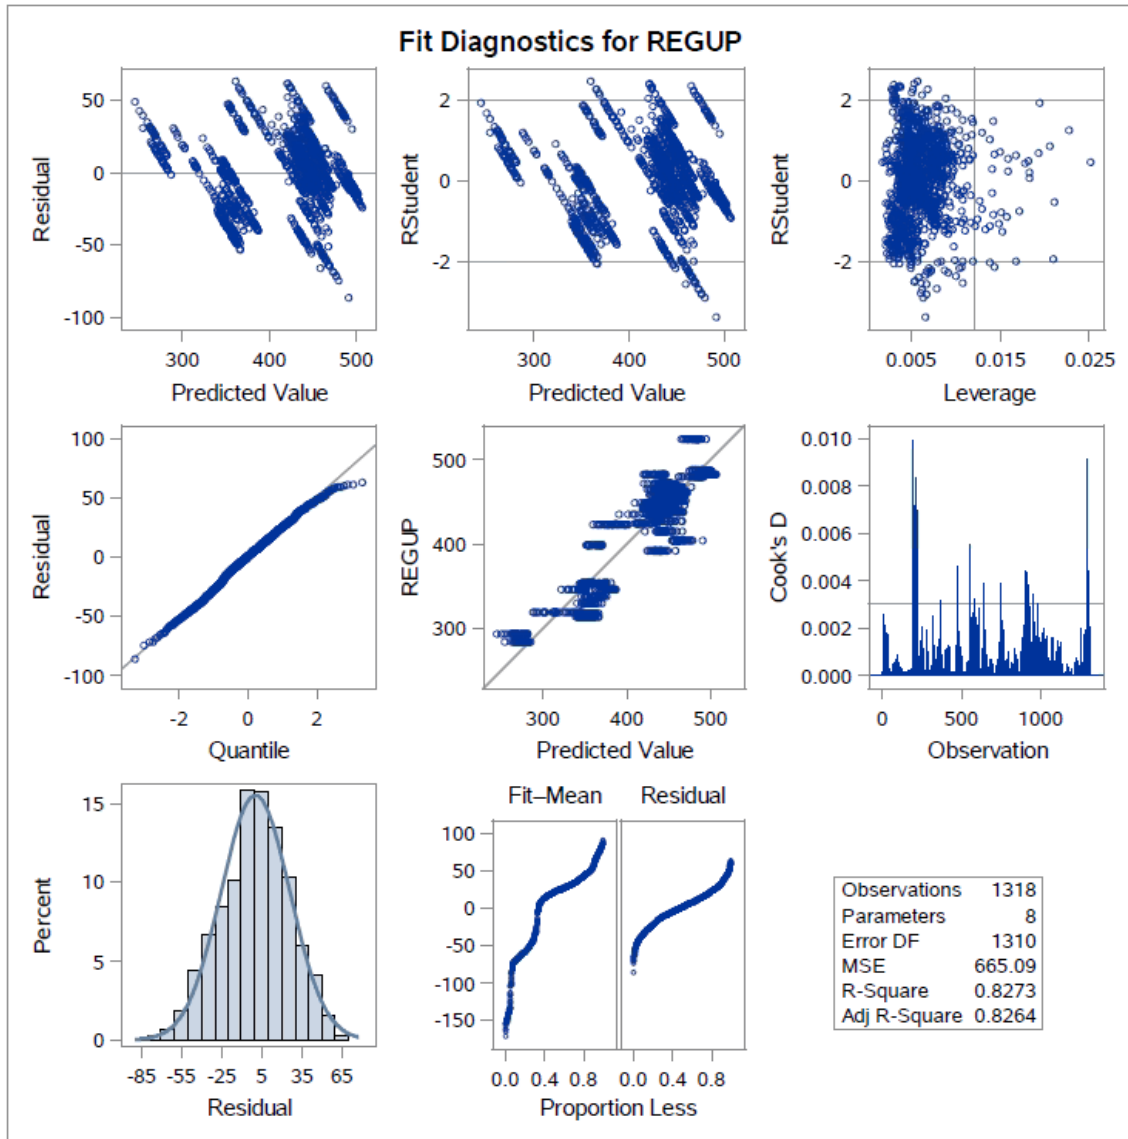 Fit Diagnostics for REGUP
50
0
-50
-100
Residual
300 400 500
Predicted Value
2
0
-2
RStudent
300 400 500
Predicted Value
2
0
-2
RStudent
0.005 0.015 0.025
Leverage
100
50
0
-50
-100
Residual
-2 0 2
Quantile
500
400
300
REGUP
300 400 500
Predicted Value
0.010
0.008
0.006
0.004
0.002
0.000
Cook's D
0 500 1000
Observation
15
10
5
0
Percent
-85 -55 -25 5 35 65
Residual
Fit–Mean Residual
100
50
0
-50
-100
-150
0.0 0.4 0.8 0.0 0.4 0.8
Proportion Less
Observations 1318
Parameters 8
Error DF 1310
MSE 665.09
R-Square 0.8273
Adj R-Square 0.8264